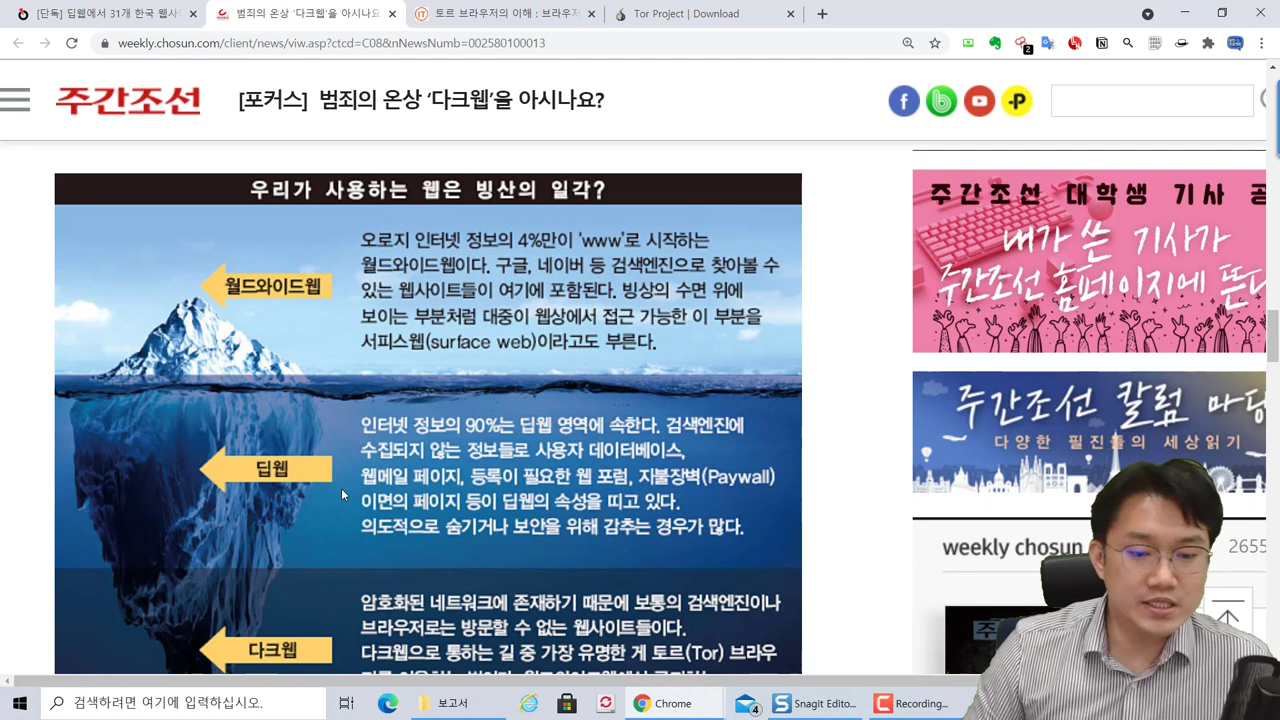 [단독] 딥웹에서 31개 한국 웹사
범죄의 온상 '다크웹'을 아시나요
토르 브라우저의 이해 : 브라우저
Tor Project | Download
weekly.chosun.com/client/news/viw.asp?ctcd=C08&nNewsNumb=002580100013
주간조선
[포커스] 범죄의 온상 ‘다크웹’을 아시나요?
우리가 사용하는 웹은 빙산의 일각?
오로지 인터넷 정보의 4%만이 'www'로 시작하는
월드와이드웹이다. 구글, 네이버 등 검색엔진으로 찾아볼 수
있는 웹사이트들이 여기에 포함된다. 빙상의 수면 위에
보이는 부분처럼 대중이 웹상에서 접근 가능한 이 부분을
서피스웹(surface web)이라고도 부른다.
월드와이드웹
인터넷 정보의 90%는 딥웹 영역에 속한다. 검색엔진에
수집되지 않는 정보들로 사용자 데이터베이스,
웹메일 페이지, 등록이 필요한 웹 포럼, 지불장벽(Paywall)
이면의 페이지 등이 딥웹의 속성을 띠고 있다.
의도적으로 숨기거나 보안을 위해 감추는 경우가 많다.
딥웹
암호화된 네트워크에 존재하기 때문에 보통의 검색엔진이나
브라우저로는 방문할 수 없는 웹사이트들이다.
다크웹으로 통하는 길 중 가장 유명한 게 토르(Tor) 브라우
다크웹
주간조선 대학생 기사 공
내가 쓴 기사가
주간조선 홈페이지에 뜬다
주간조선 칼럼 마당
다양한 필진들의 세상읽기
weekly chosun
2655
주
검색하려면 여기에 입력하십시오.
보고서
Chrome
4
Snagit Edito...
Recording...
2